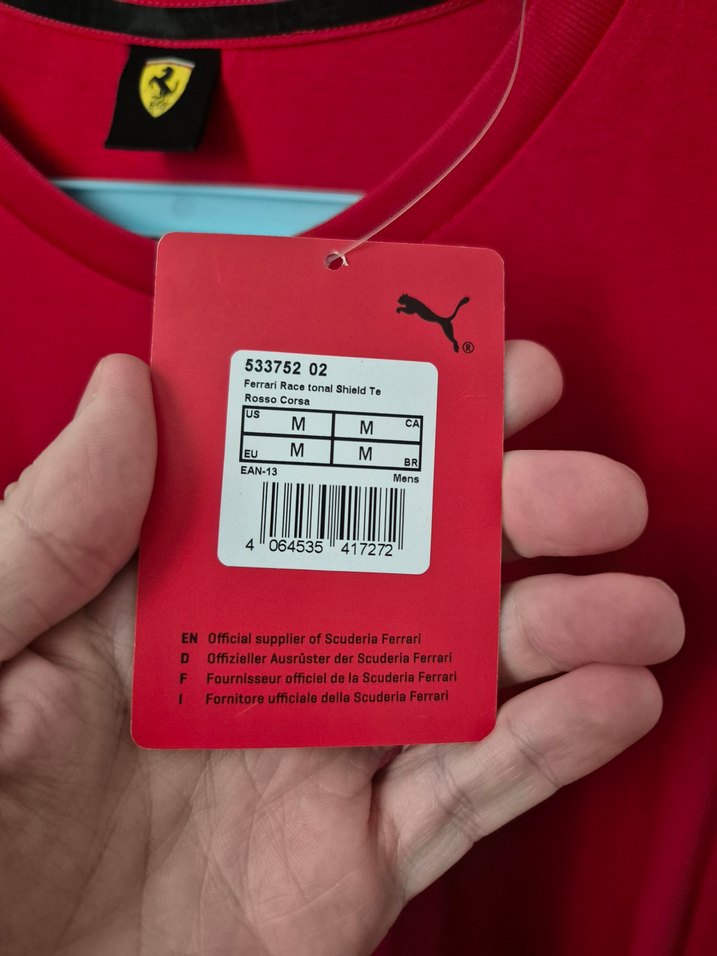 ®
533752 02
Ferrari Race tonal Shield Te
Rosso Corsa
US M M CA
EU M M BR
EAN-13 Mens
4 064535 417272
EN Official supplier of Scuderia Ferrari
D Offizieller Ausrüster der Scuderia Ferrari
F Fournisseur officiel de la Scuderia Ferrari
I Fornitore ufficiale della Scuderia Ferrari